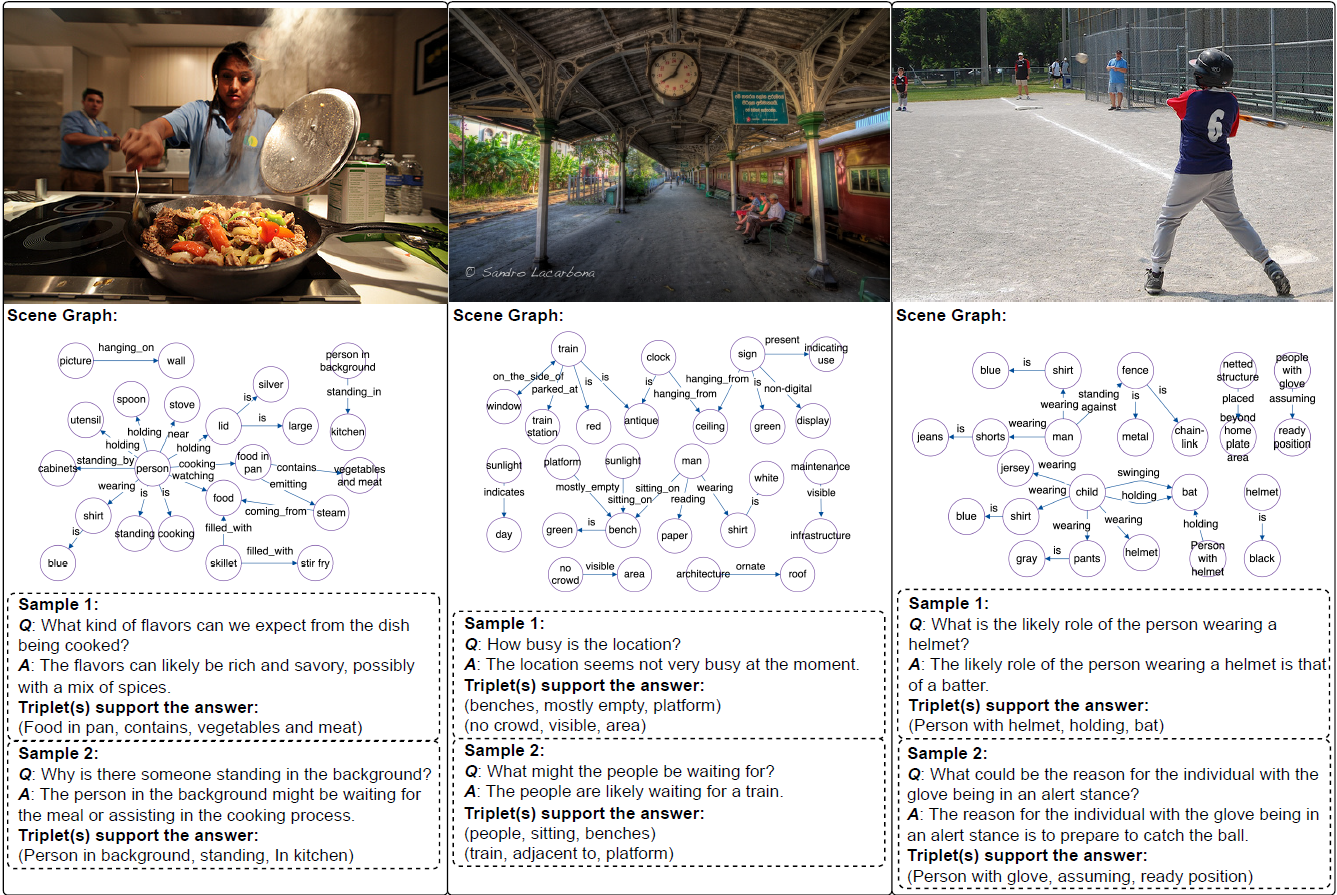 © Sandro Lacarbona
6
Scene Graph:
picture
hanging_on
wall
person in
background
standing_in
kitchen
spoon
stove
silver
utensil
holding
near
lid
is
is
large
holding
holding
cabinets
standing_by
person
cooking
watching
food in
pan
contains
vegetables
and meat
emitting
wearing
is
is
food
coming_from
steam
shirt
standing
cooking
filled_with
is
blue
skillet
filled_with
stir fry
Sample 1:
Q: What kind of flavors can we expect from the dish
being cooked?
A: The flavors can likely be rich and savory, possibly
with a mix of spices.
Triplet(s) support the answer:
(Food in pan, contains, vegetables and meat)
Sample 2:
Q: Why is there someone standing in the background?
A: The person in the background might be waiting for
the meal or assisting in the cooking process.
Triplet(s) support the answer:
(Person in background, standing, In kitchen)
Scene Graph:
train
clock
sign
present
indicating
use
on_the_side_of
parked_at
is
is
is
hanging_from
hanging_from
is
non-digital
window
train
station
red
antique
ceiling
green
display
sunlight
platform
sunlight
man
maintenance
white
indicates
mostly_empty
sitting_on
sitting_on
reading
wearing
is
visible
day
green
is
bench
paper
shirt
infrastructure
no
crowd
visible
area
architecture
ornate
roof
Sample 1:
Q: How busy is the location?
A: The location seems not very busy at the moment.
Triplet(s) support the answer:
(benches, mostly empty, platform)
(no crowd, visible, area)
Sample 2:
Q: What might the people be waiting for?
A: The people are likely waiting for a train.
Triplet(s) support the answer:
(people, sitting, benches)
(train, adjacent to, platform)
Scene Graph:
blue
is
shirt
fence
netted
structure
people
with
glove
wearing
standing
against
is
is
placed
assuming
jeans
is
shorts
wearing
man
metal
chain-
link
beyond
home
plate
area
ready
position
jersey
wearing
swinging
child
bat
helmet
wearing
holding
blue
is
shirt
wearing
wearing
holding
is
gray
is
pants
helmet
Person
with
helmet
black
Sample 1:
Q: What is the likely role of the person wearing a
helmet?
A: The likely role of the person wearing a helmet is that
of a batter.
Triplet(s) support the answer:
(Person with helmet, holding, bat)
Sample 2:
Q: What could be the reason for the individual with the
glove being in an alert stance?
A: The reason for the individual with the glove being in
an alert stance is to prepare to catch the ball.
Triplet(s) support the answer:
(Person with glove, assuming, ready position)